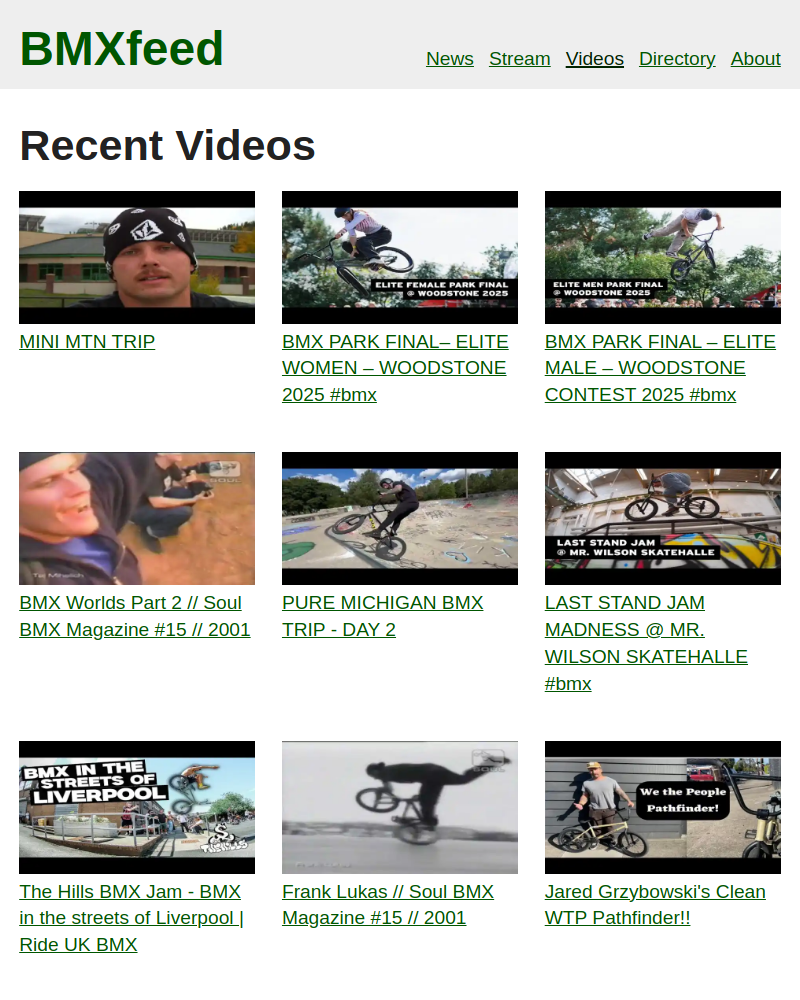 BMXfeed
News Stream Videos Directory About
Recent Videos
ELITE FEMALE PARK FINAL
@ WOODSTONE 2025
ELITE MEN PARK FINAL
@ WOODSTONE 2025
MINI MTN TRIP
BMX PARK FINAL– ELITE
WOMEN – WOODSTONE
2025 #bmx
BMX PARK FINAL – ELITE
MALE – WOODSTONE
CONTEST 2025 #bmx
SOUL
LAST STAND JAM
@ MR. WILSON SKATEHALLE
BMX Worlds Part 2 // Soul
BMX Magazine #15 // 2001
PURE MICHIGAN BMX
TRIP - DAY 2
LAST STAND JAM
MADNESS @ MR.
WILSON SKATEHALLE
#bmx
BMX IN THE
STREETS OF
LIVERPOOL
SOUL
We the People
Pathfinder!
The Hills BMX Jam - BMX
in the streets of Liverpool |
Ride UK BMX
Frank Lukas // Soul BMX
Magazine #15 // 2001
Jared Grzybowski's Clean
WTP Pathfinder!!